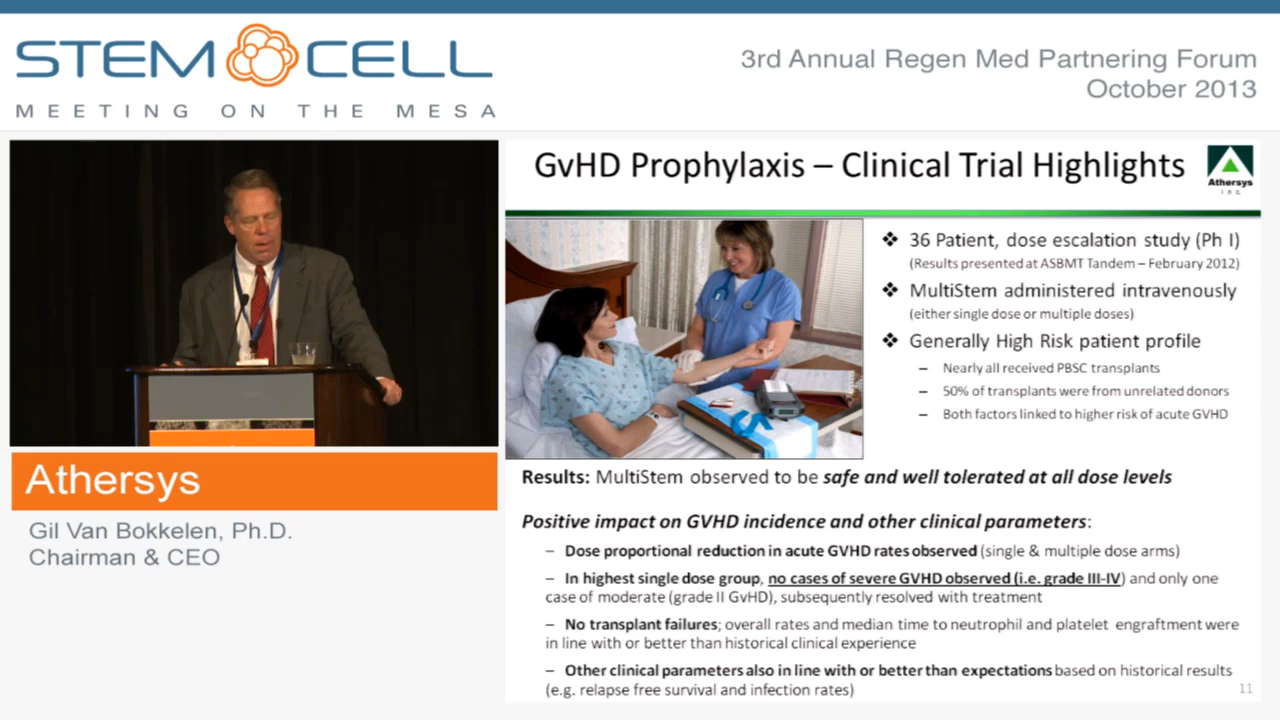 STEM CELL
MEETING ON THE MESA
3rd Annual Regen Med Partnering Forum
October 2013
Athersys
Gil Van Bokkelen, Ph.D.
Chairman & CEO
GvHD Prophylaxis – Clinical Trial Highlights
Athersys
INC.
❖ 36 Patient, dose escalation study (Ph I)
(Results presented at ASBMT Tandem – February 2012)
❖ MultiStem administered intravenously
(either single dose or multiple doses)
❖ Generally High Risk patient profile
– Nearly all received PBSC transplants
– 50% of transplants were from unrelated donors
– Both factors linked to higher risk of acute GVHD
Results: MultiStem observed to be safe and well tolerated at all dose levels
Positive impact on GVHD incidence and other clinical parameters:
– Dose proportional reduction in acute GVHD rates observed (single & multiple dose arms)
– In highest single dose group, no cases of severe GVHD observed (i.e. grade III-IV) and only one
case of moderate (grade II GvHD), subsequently resolved with treatment
– No transplant failures; overall rates and median time to neutrophil and platelet engraftment were
in line with or better than historical clinical experience
– Other clinical parameters also in line with or better than expectations based on historical results
(e.g. relapse free survival and infection rates)
11